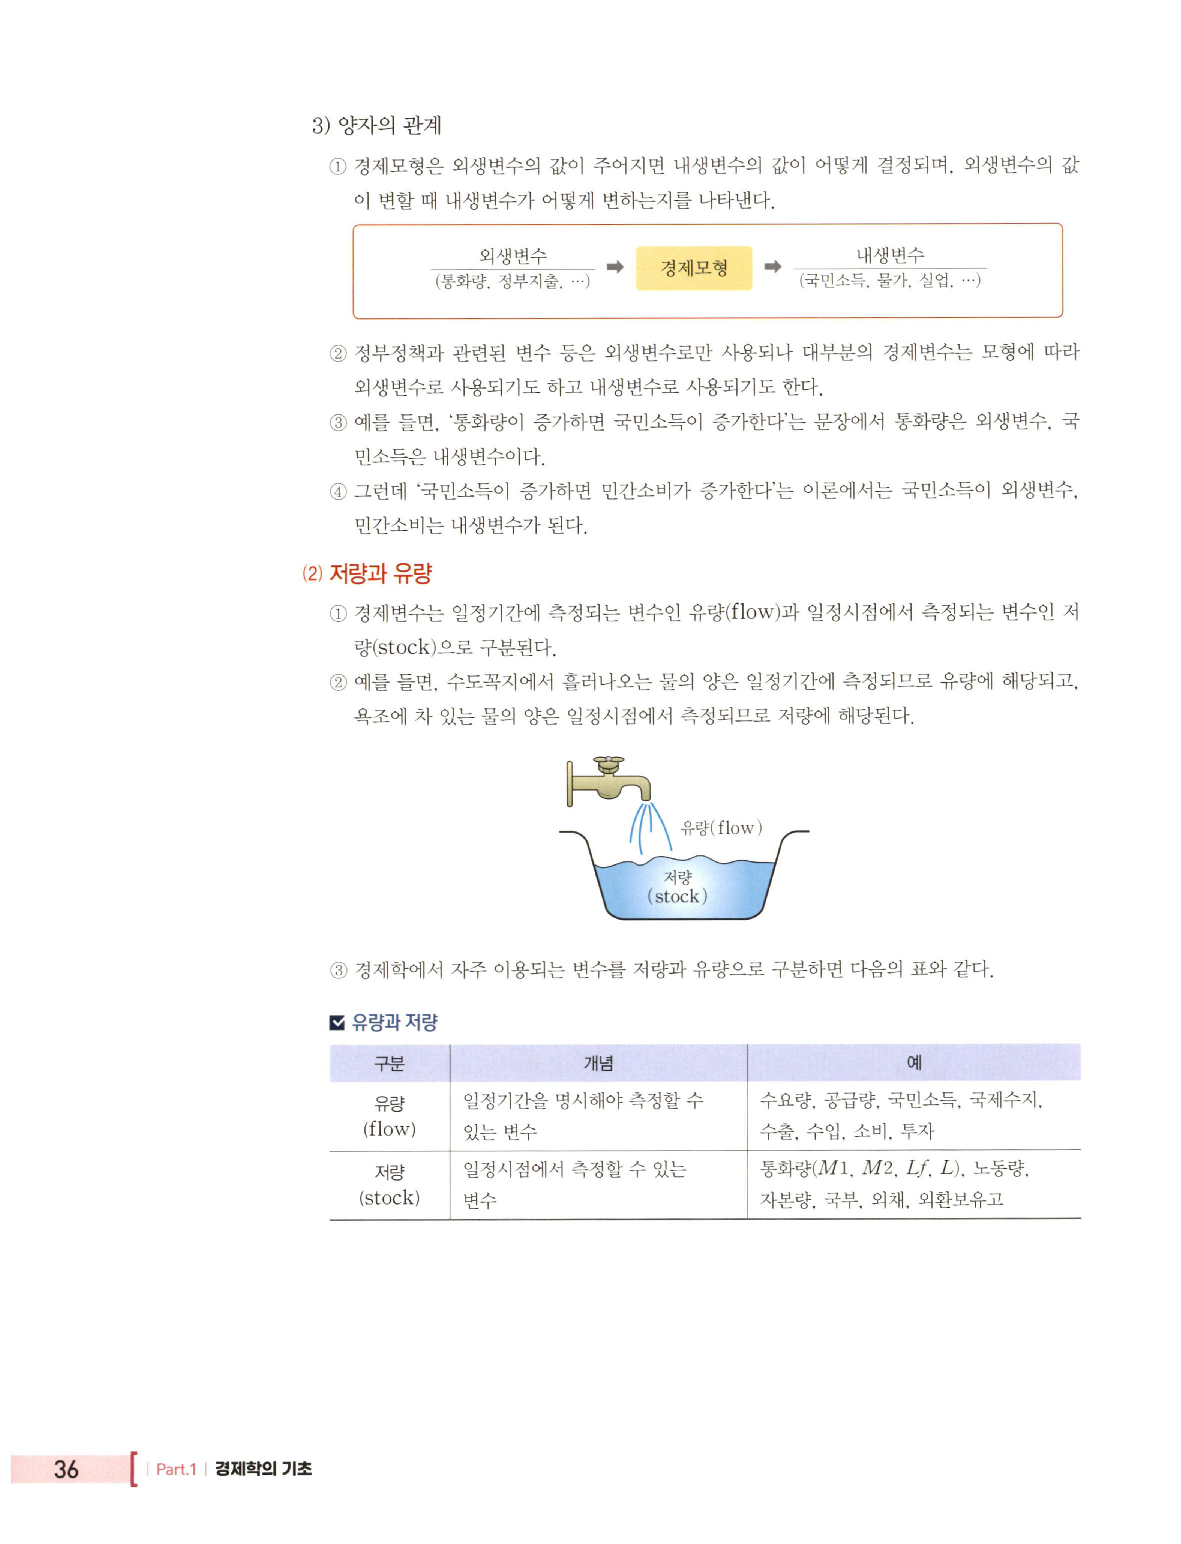 3) 양자의 관계
① 경제모형은 외생변수의 값이 주어지면 내생변수의 값이 어떻게 결정되며, 외생변수의 값
이 변할 때 내생변수가 어떻게 변하는지를 나타낸다.
외생변수
(통화량, 정부지출, …)
➡ 경제모형 ➡
내생변수
(국민소득, 물가, 실업, …)
② 정부정책과 관련된 변수 등은 외생변수로만 사용되나 대부분의 경제변수는 모형에 따라
외생변수로 사용되기도 하고 내생변수로 사용되기도 한다.
③ 예를 들면, ‘통화량이 증가하면 국민소득이 증가한다’는 문장에서 통화량은 외생변수, 국
민소득은 내생변수이다.
④ 그런데 ‘국민소득이 증가하면 민간소비가 증가한다’는 이론에서는 국민소득이 외생변수,
민간소비는 내생변수가 된다.
(2) 저량과 유량
① 경제변수는 일정기간에 측정되는 변수인 유량(flow)과 일정시점에서 측정되는 변수인 저
량(stock)으로 구분된다.
② 예를 들면, 수도꼭지에서 흘러나오는 물의 양은 일정기간에 측정되므로 유량에 해당되고,
욕조에 차 있는 물의 양은 일정시점에서 측정되므로 저량에 해당된다.
유량(flow)
저량
(stock)
③ 경제학에서 자주 이용되는 변수를 저량과 유량으로 구분하면 다음의 표와 같다.
유량과 저량
구분 개념 예
유량
(flow)
일정기간을 명시해야 측정할 수
있는 변수
수요량, 공급량, 국민소득, 국제수지,
수출, 수입, 소비, 투자
저량
(stock)
일정시점에서 측정할 수 있는
변수
통화량(M1, M2, Lf, L), 노동량,
자본량, 국부, 외채, 외환보유고
36 [ | Part.1 | 경제학의 기초